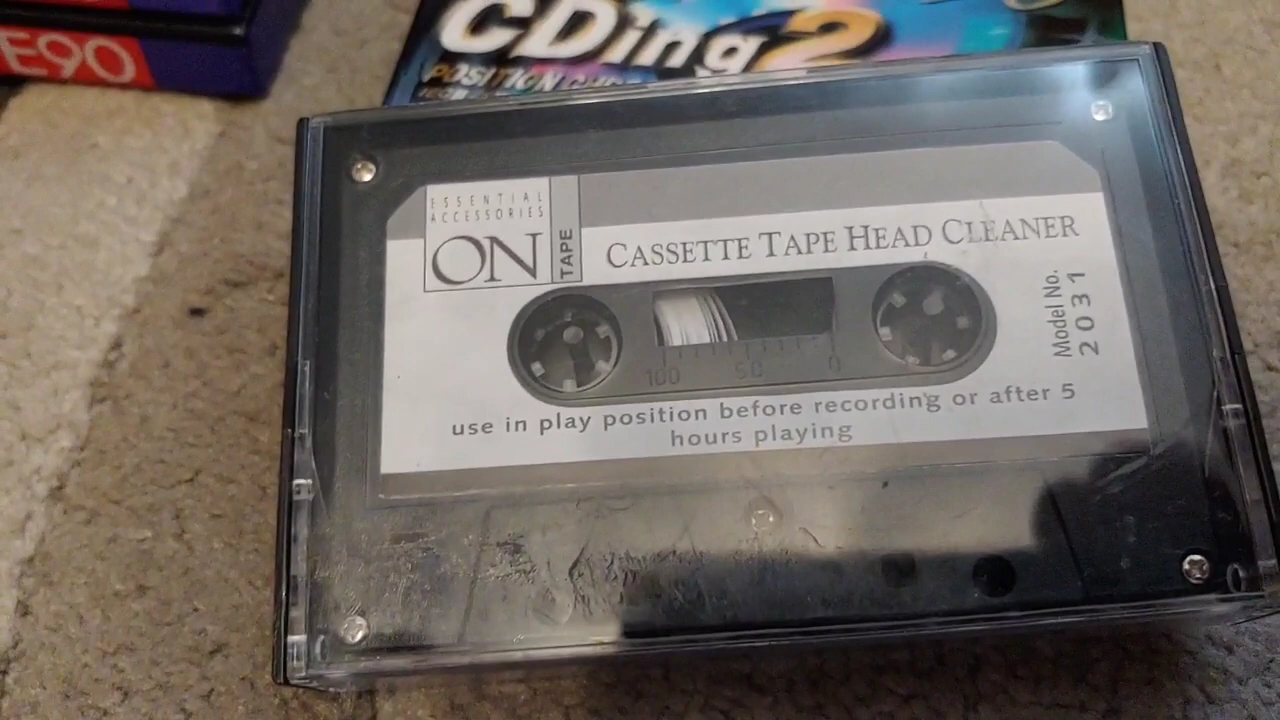 E90
CDing2
POSITION
ESSENTIAL
ACCESSORIES
ON
TAPE
CASSETTE TAPE HEAD CLEANER
Model No.
2031
100 50 0
use in play position before recording or after 5
hours playing